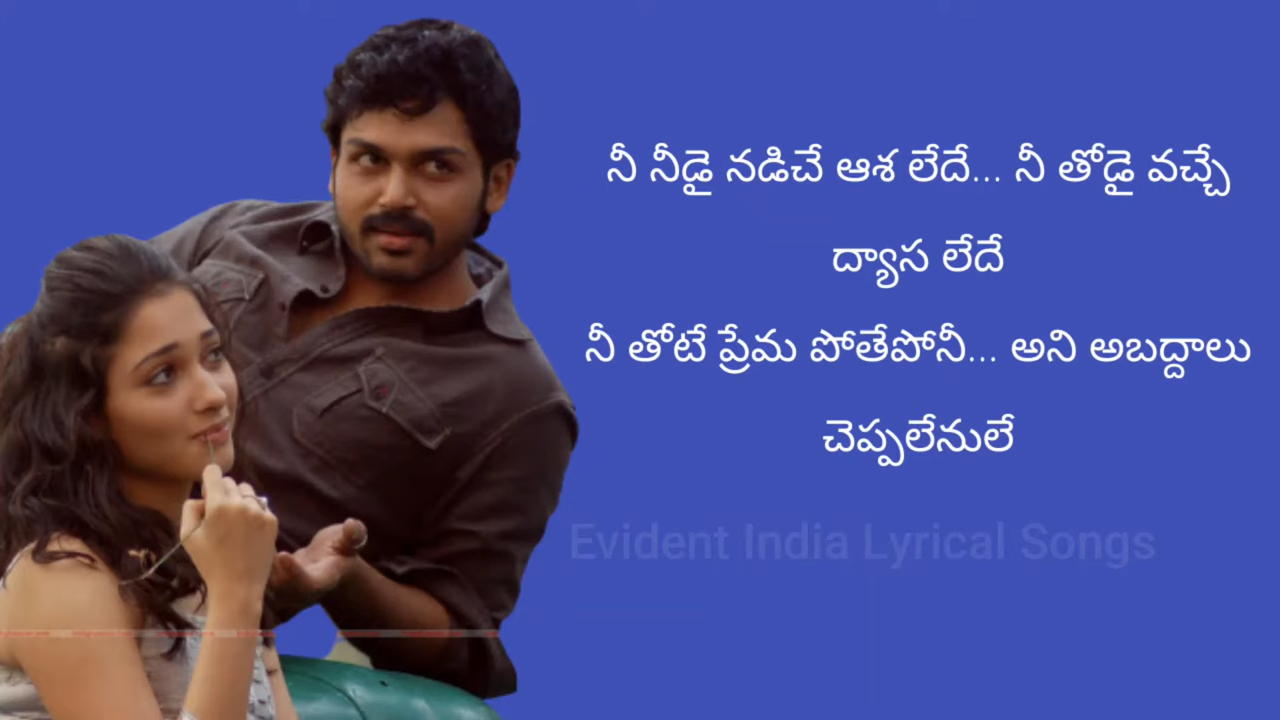 నీ నీడై నడిచే ఆశ లేదే... నీ తోడై వచ్చే
ద్యాస లేదే
నీ తోటే ప్రేమ పోతేపోనీ... అని అబద్దాలు
చెప్పలేనులే
Evident India Lyrical Songs